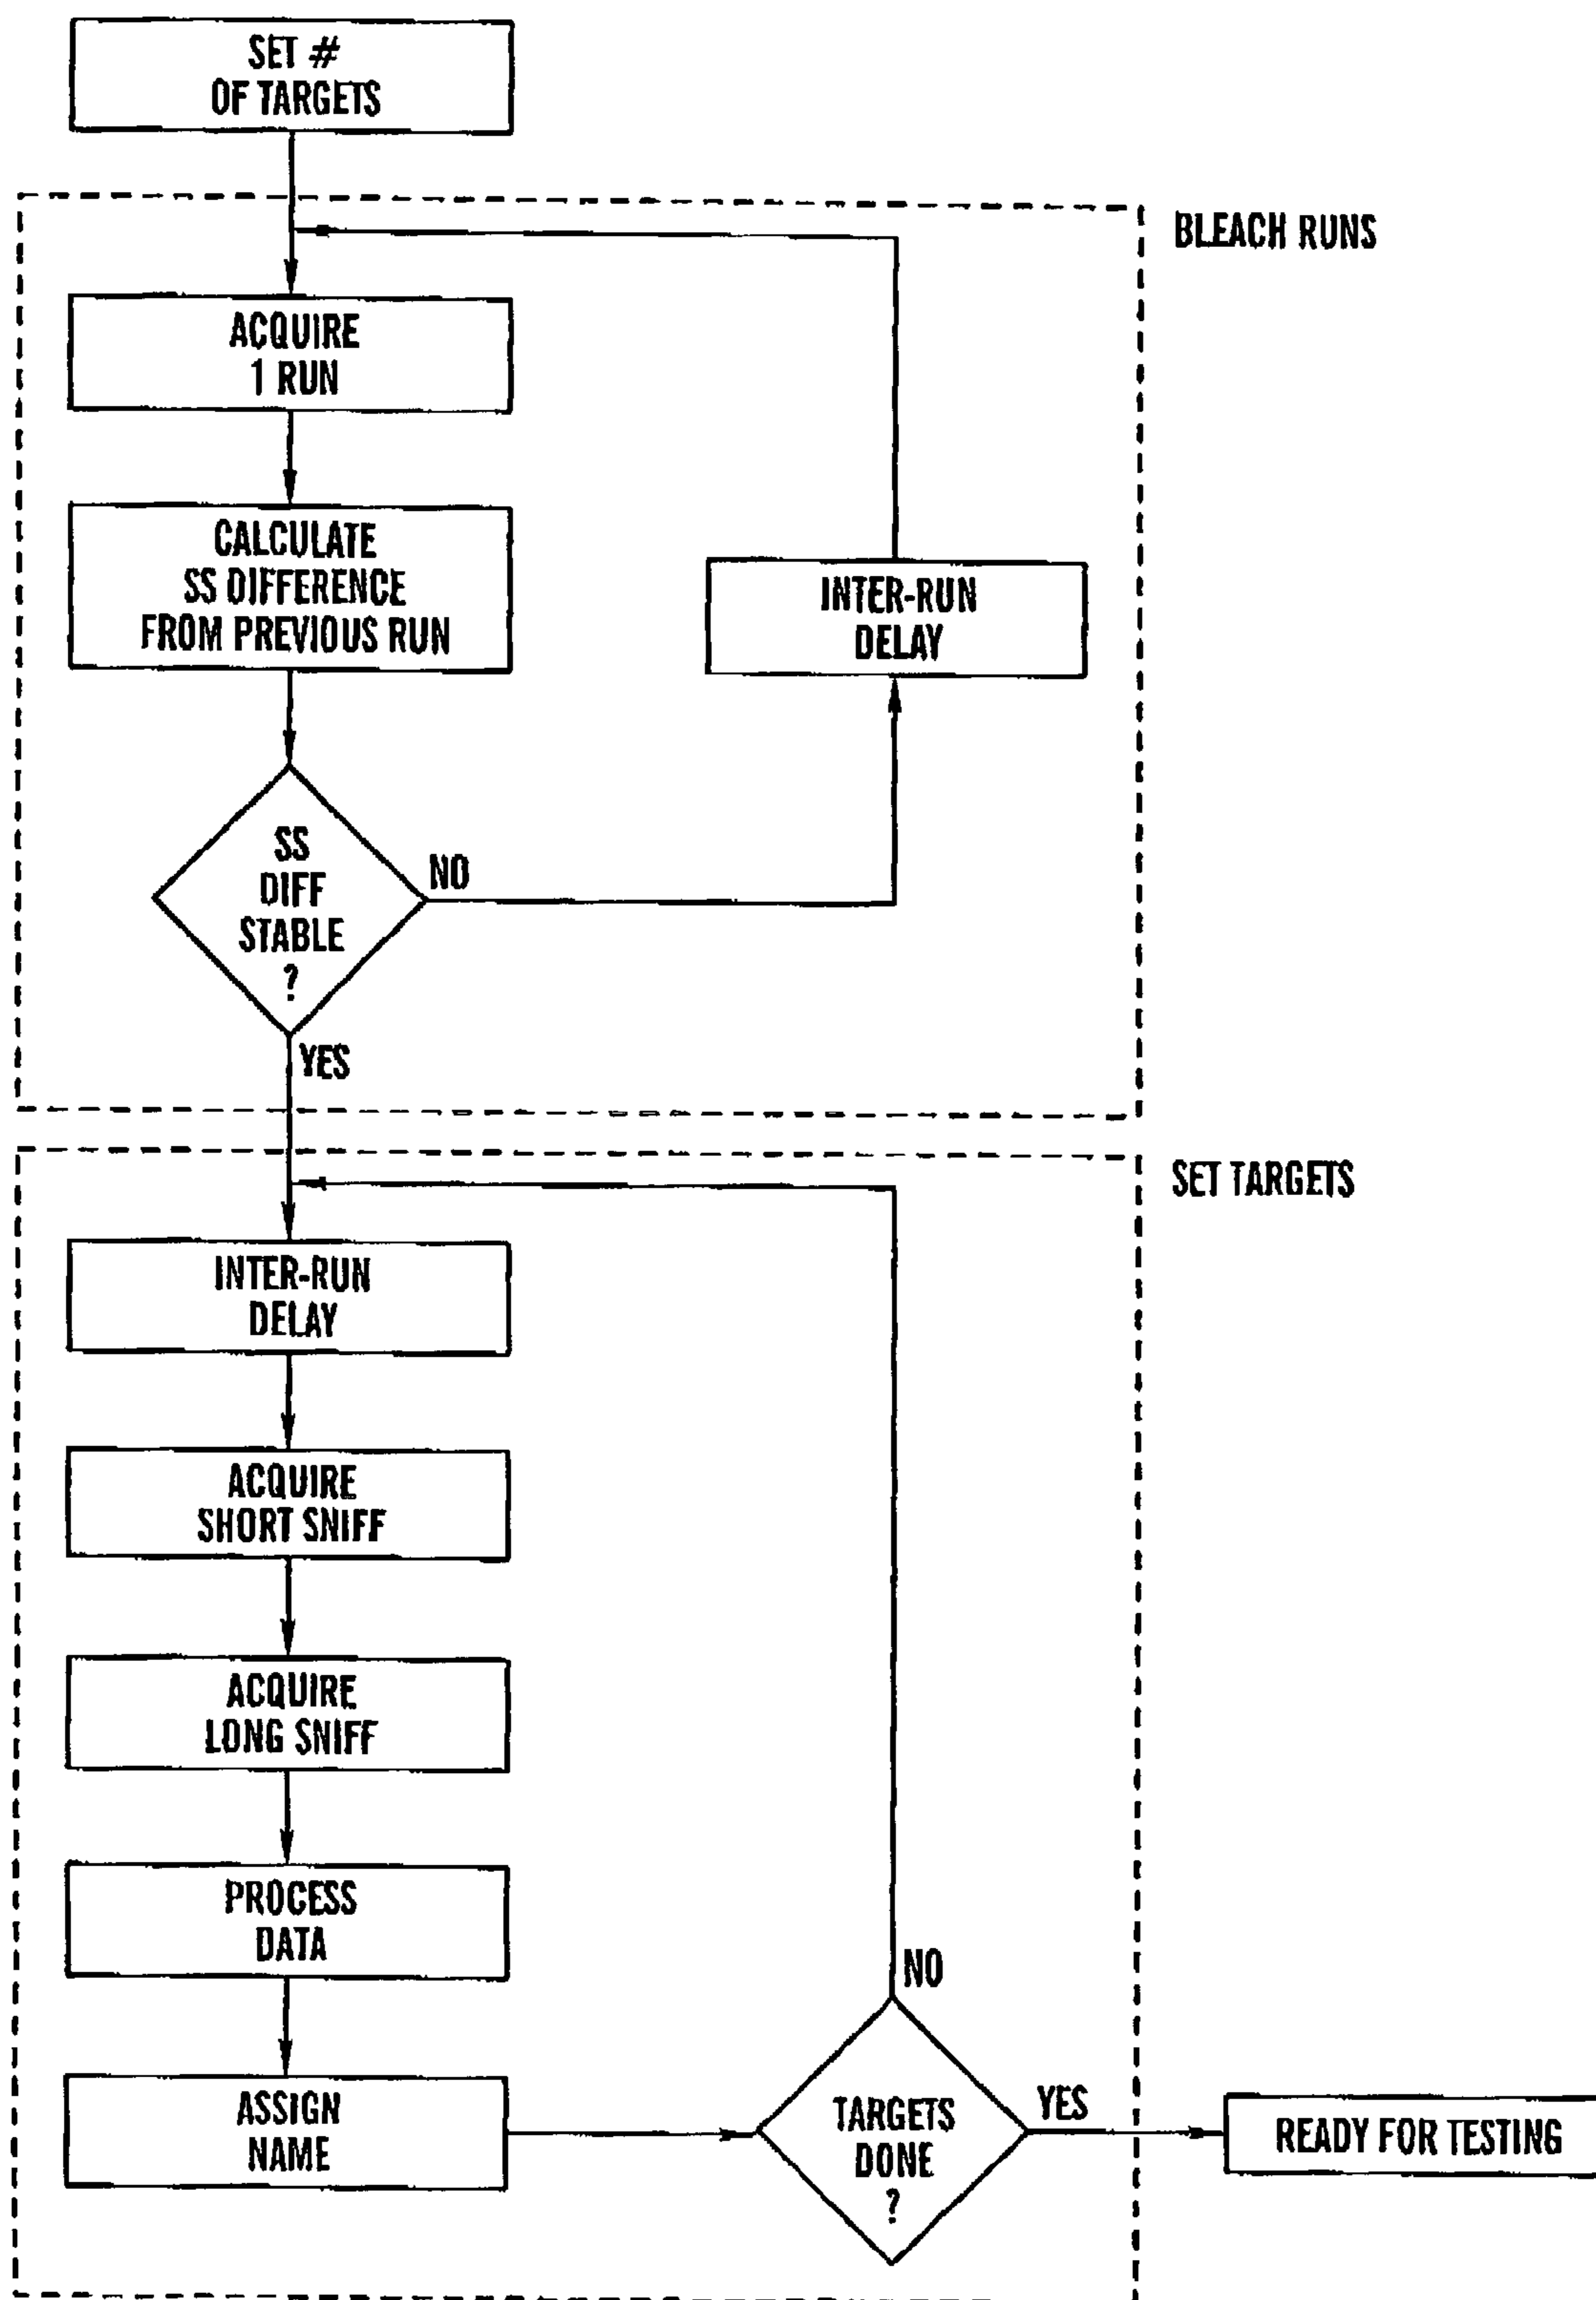 SET #
OF TARGETS
BLEACH RUNS
ACQUIRE
1 RUN
CALCULATE
SS DIFFERENCE
FROM PREVIOUS RUN
INTER-RUN
DELAY
SS
DIFF
STABLE
?
NO
YES
SET TARGETS
INTER-RUN
DELAY
ACQUIRE
SHORT SNIFF
ACQUIRE
LONG SNIFF
PROCESS
DATA
ASSIGN
NAME
NO
TARGETS
DONE
?
YES
READY FOR TESTING